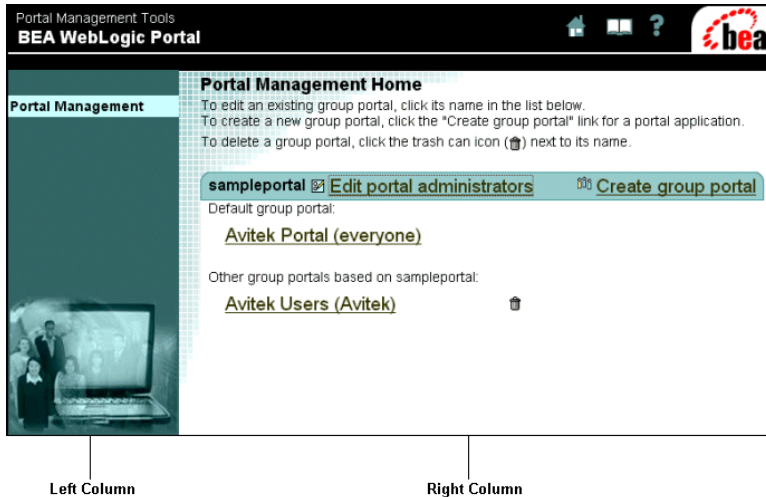 Portal Management Tools
BEA WebLogic Portal
?
bea
Portal Management
Portal Management Home
To edit an existing group portal, click its name in the list below.
To create a new group portal, click the "Create group portal" link for a portal application.
To delete a group portal, click the trash can icon () next to its name.
sampleportal Edit portal administrators Create group portal
Default group portal:
Avitek Portal (everyone)
Other group portals based on sampleportal:
Avitek Users (Avitek)
Left Column
Right Column